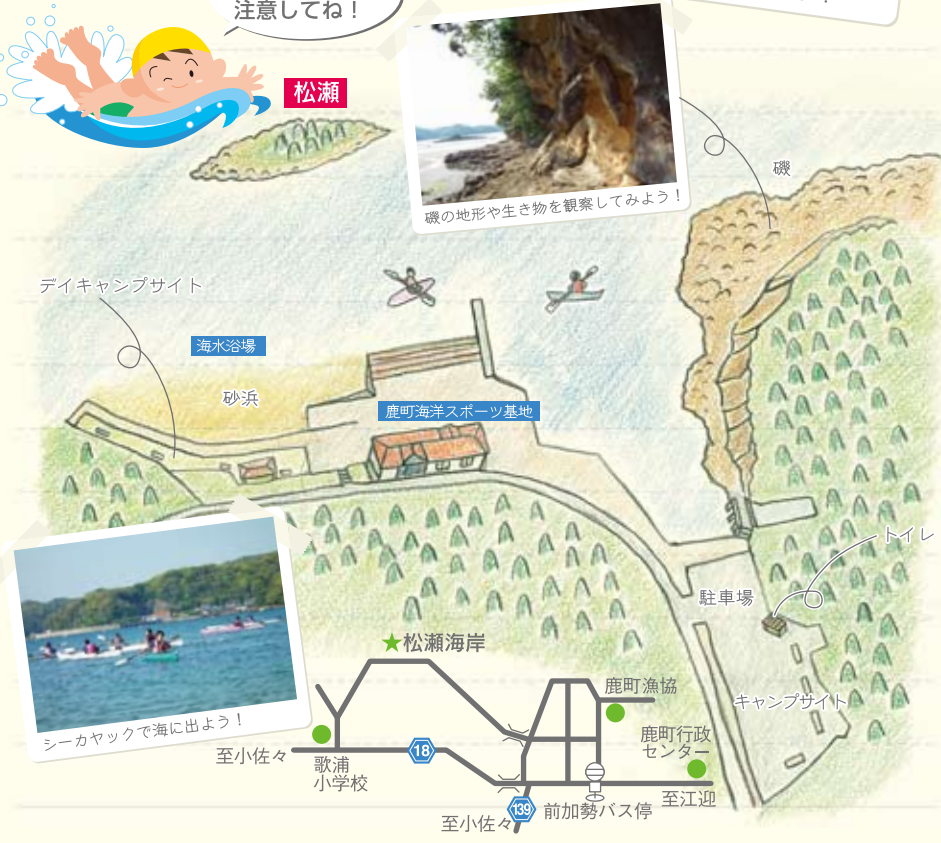 注意してね！
松瀬
磯の地形や生き物を観察してみよう！
磯
デイキャンプサイト
海水浴場
砂浜
鹿町海洋スポーツ基地
トイレ
駐車場
キャンプサイト
シーカヤックで海に出よう！
★松瀬海岸
鹿町漁協
鹿町行政
センター
至小佐々
18
歌浦
小学校
至江迎
139
前加勢バス停
至小佐々